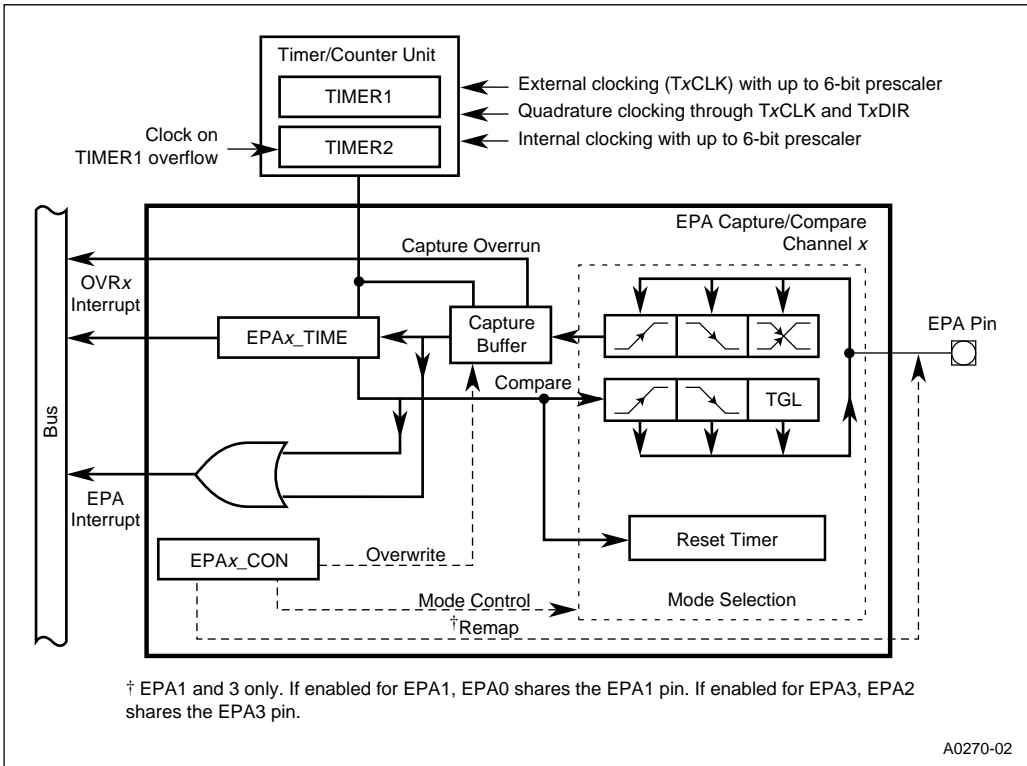 Timer/Counter Unit
TIMER1
TIMER2
External clocking (TxCLK) with up to 6-bit prescaler
Quadrature clocking through TxCLK and TxDIR
Internal clocking with up to 6-bit prescaler
Clock on
TIMER1 overflow
EPA Capture/Compare
Channel x
Capture Overrun
OVRx
Interrupt
EPAx_TIME
Capture
Buffer
EPA Pin
Compare
TGL
Bus
EPA
Interrupt
Reset Timer
EPAx_CON
Overwrite
Mode Control
Mode Selection
†Remap
† EPA1 and 3 only. If enabled for EPA1, EPA0 shares the EPA1 pin. If enabled for EPA3, EPA2
shares the EPA3 pin.
A0270-02